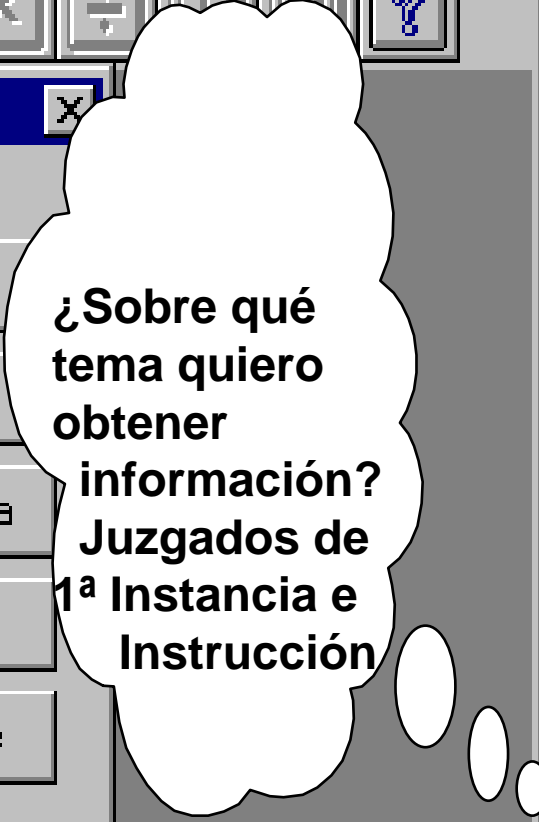 ¿Sobre qué
tema quiero
obtener
información?
Juzgados de
1ª Instancia e
Instrucción